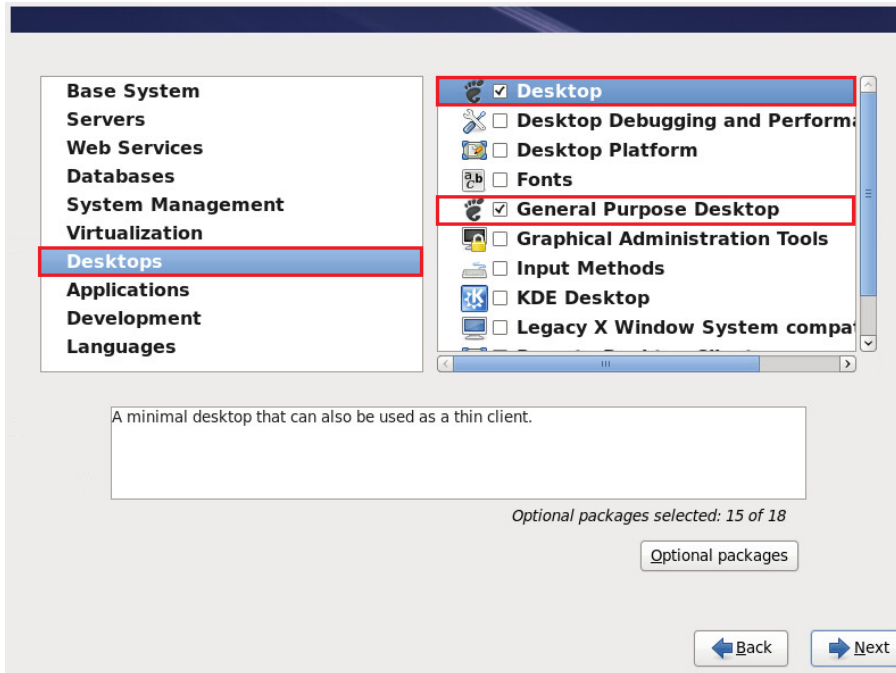 Base System
Servers
Web Services
Databases
System Management
Virtualization
Desktops
Applications
Development
Languages
Desktop
Desktop Debugging and Performa
Desktop Platform
Fonts
General Purpose Desktop
Graphical Administration Tools
Input Methods
KDE Desktop
Legacy X Window System compat
A minimal desktop that can also be used as a thin client.
Optional packages selected: 15 of 18
Optional packages
Back
Next